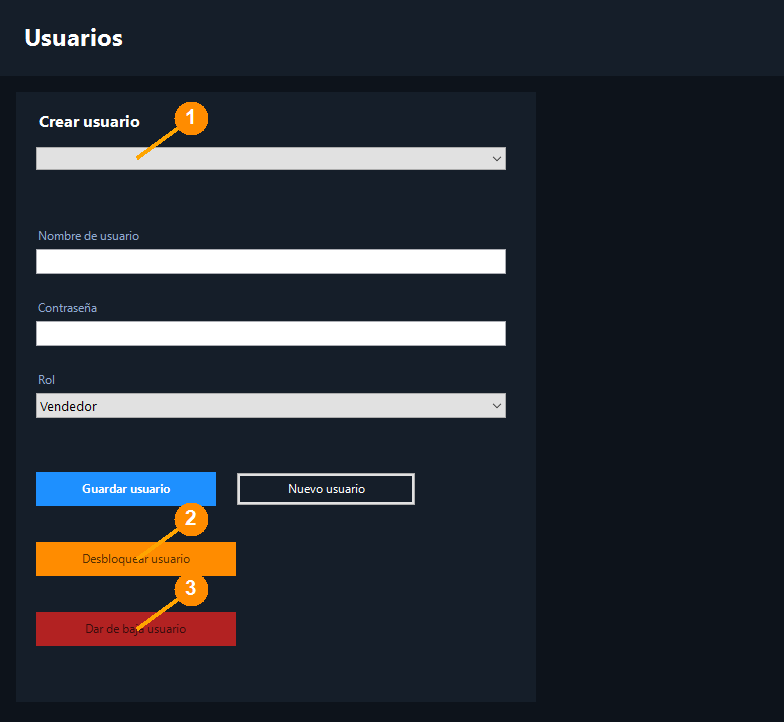 Usuarios
Crear usuario
1
Nombre de usuario
Contraseña
Rol
Vendedor
Guardar usuario
Nuevo usuario
2
Desbloquear usuario
3
Dar de baja usuario